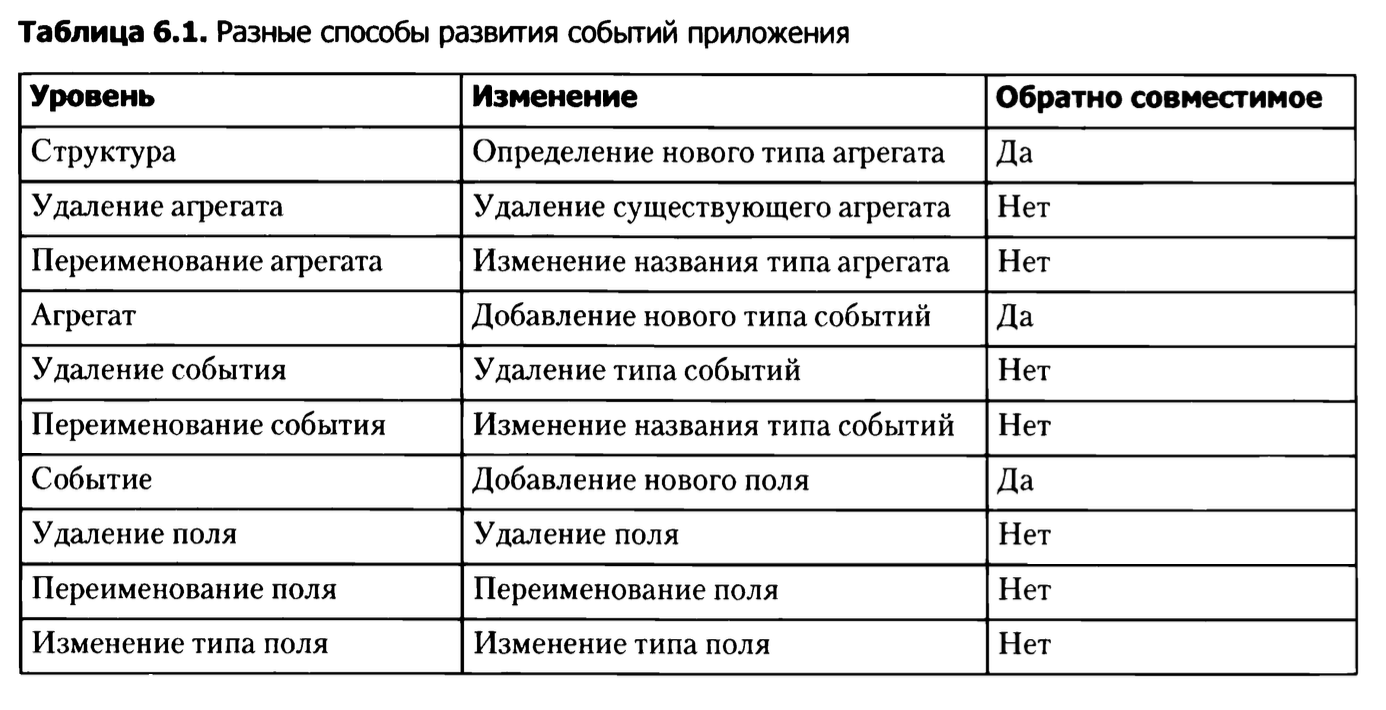 Таблица 6.1. Разные способы развития событий приложения
Уровень Изменение Обратно совместимое
Структура Определение нового типа агрегата Да
Удаление агрегата Удаление существующего агрегата Нет
Переименование агрегата Изменение названия типа агрегата Нет
Агрегат Добавление нового типа событий Да
Удаление события Удаление типа событий Нет
Переименование события Изменение названия типа событий Нет
Событие Добавление нового поля Да
Удаление поля Удаление поля Нет
Переименование поля Переименование поля Нет
Изменение типа поля Изменение типа поля Нет